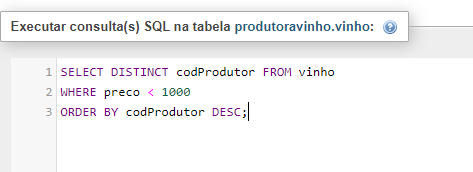 Executar consulta(s) SQL na tabela produtoravinho.vinho:
1 SELECT DISTINCT codProdutor FROM vinho
2 WHERE preco < 1000
3 ORDER BY codProdutor DESC;